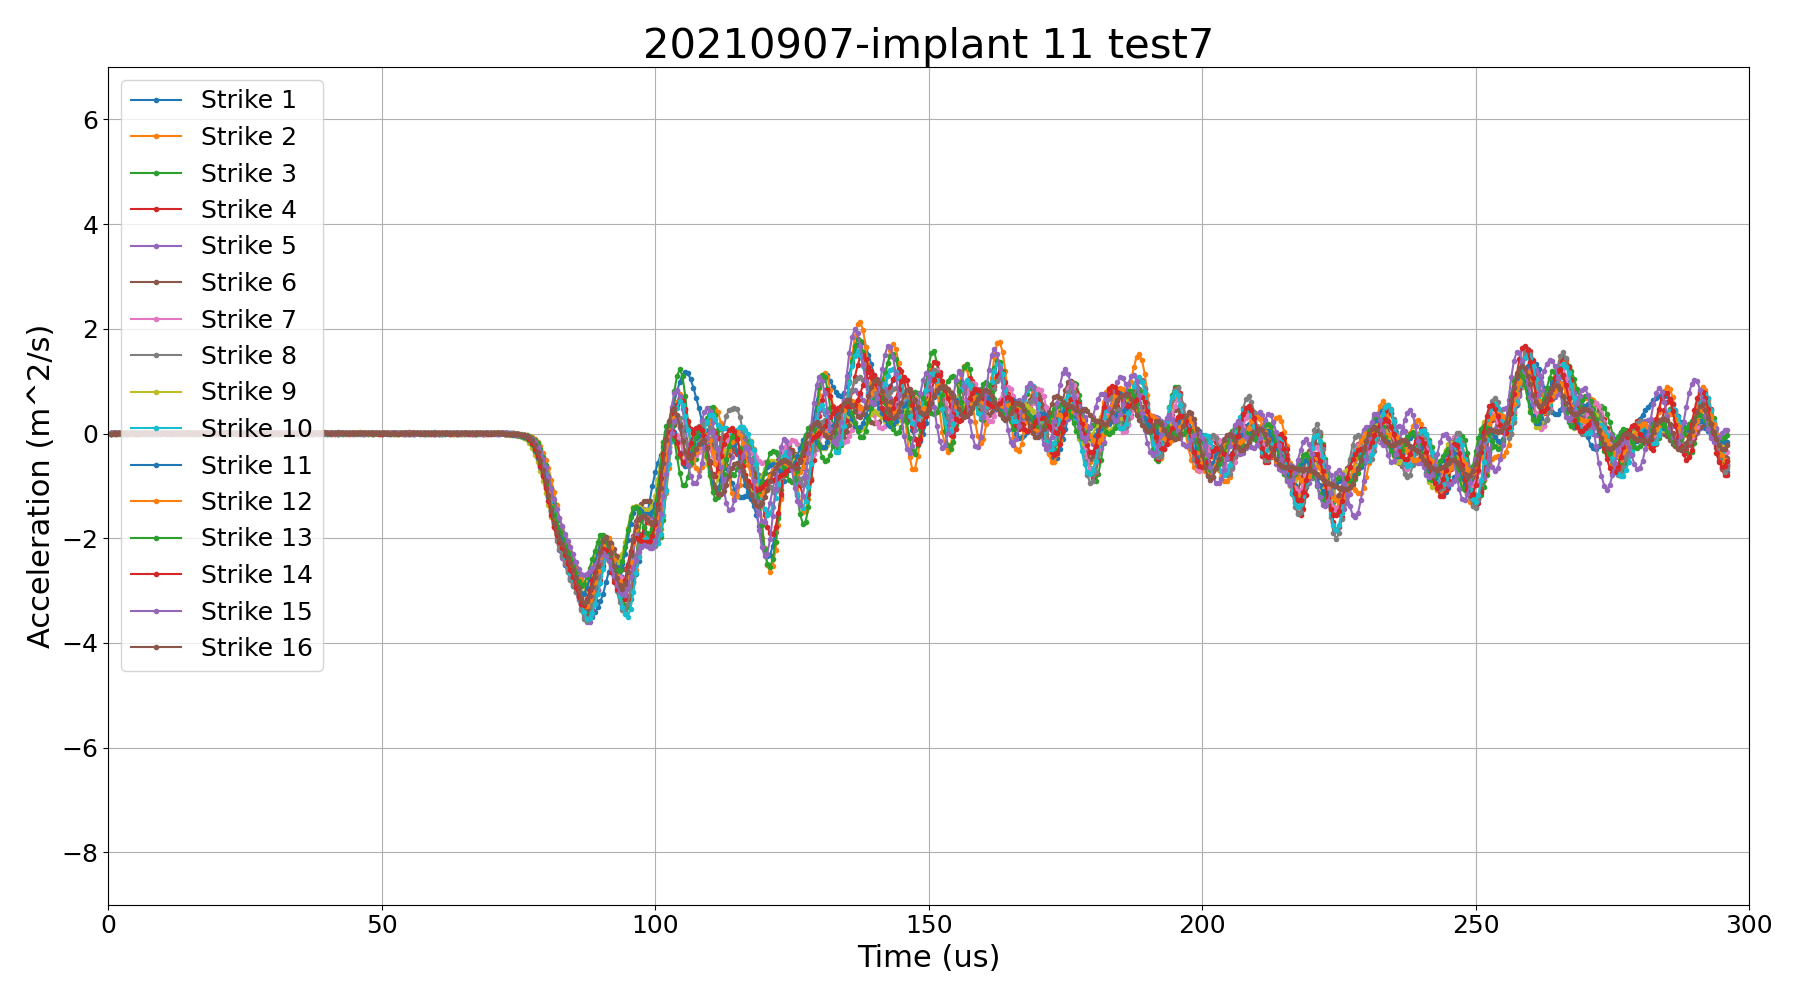 20210907-implant 11 test7
Strike 1
Strike 2
Strike 3
Strike 4
Strike 5
Strike 6
Strike 7
Strike 8
Strike 9
Strike 10
Strike 11
Strike 12
Strike 13
Strike 14
Strike 15
Strike 16
Acceleration (m^2/s)
6
4
2
0
−2
−4
−6
−8
0 50 100 150 200 250 300
Time (us)